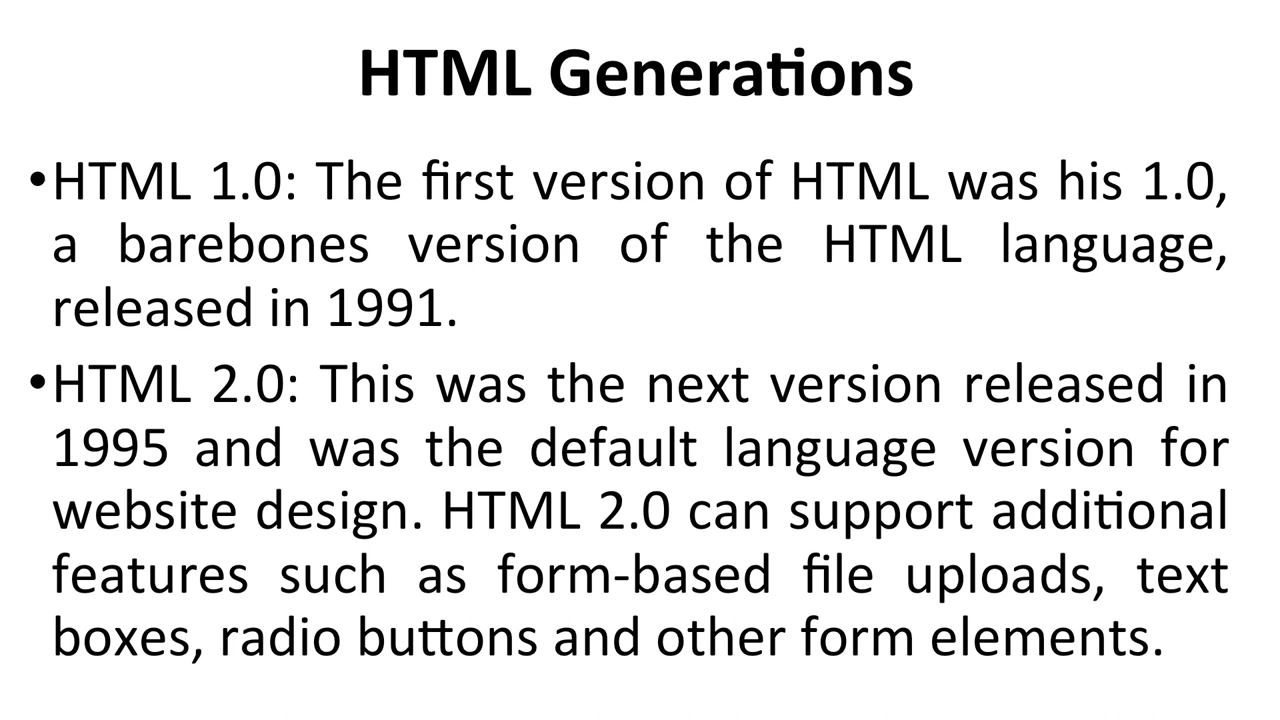 HTML Generations
•HTML 1.0: The first version of HTML was his 1.0,
a barebones version of the HTML language,
released in 1991.
•HTML 2.0: This was the next version released in
1995 and was the default language version for
website design. HTML 2.0 can support additional
features such as form-based file uploads, text
boxes, radio buttons and other form elements.